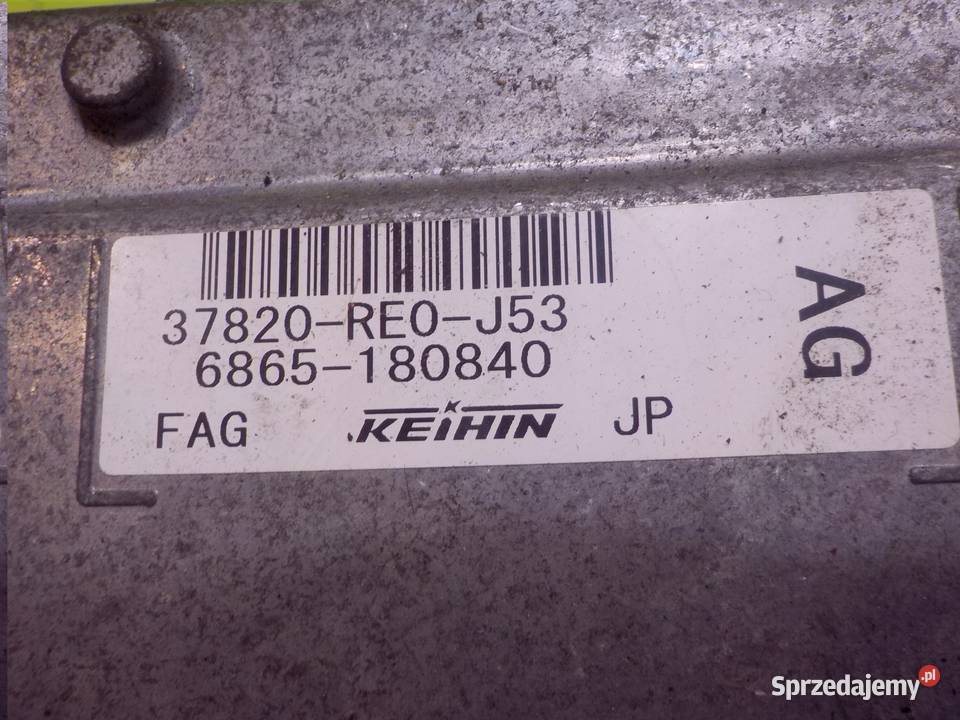 37820-RE0-J53
6865-180840
FAG KEIHIN JP
AG
Sprzedajemy.pl